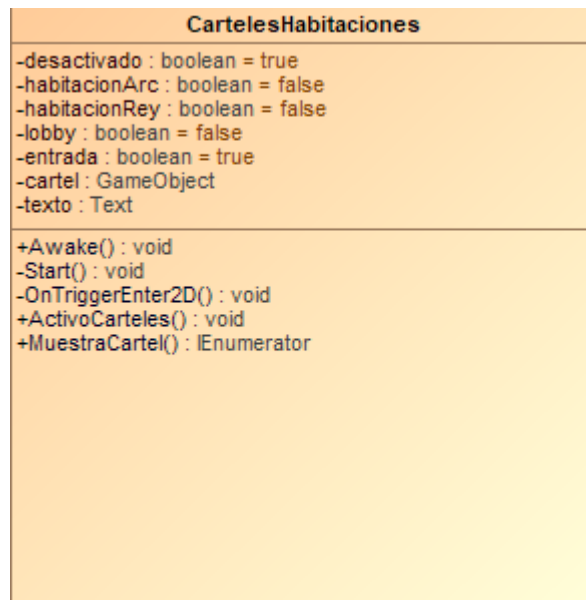 CartelesHabitaciones
-desactivado : boolean = true
-habitacionArc : boolean = false
-habitacionRey : boolean = false
-lobby : boolean = false
-entrada : boolean = true
-cartel : GameObject
-texto : Text
+Awake() : void
-Start() : void
-OnTriggerEnter2D() : void
+ActivoCarteles() : void
+MuestraCartel() : IEnumerator